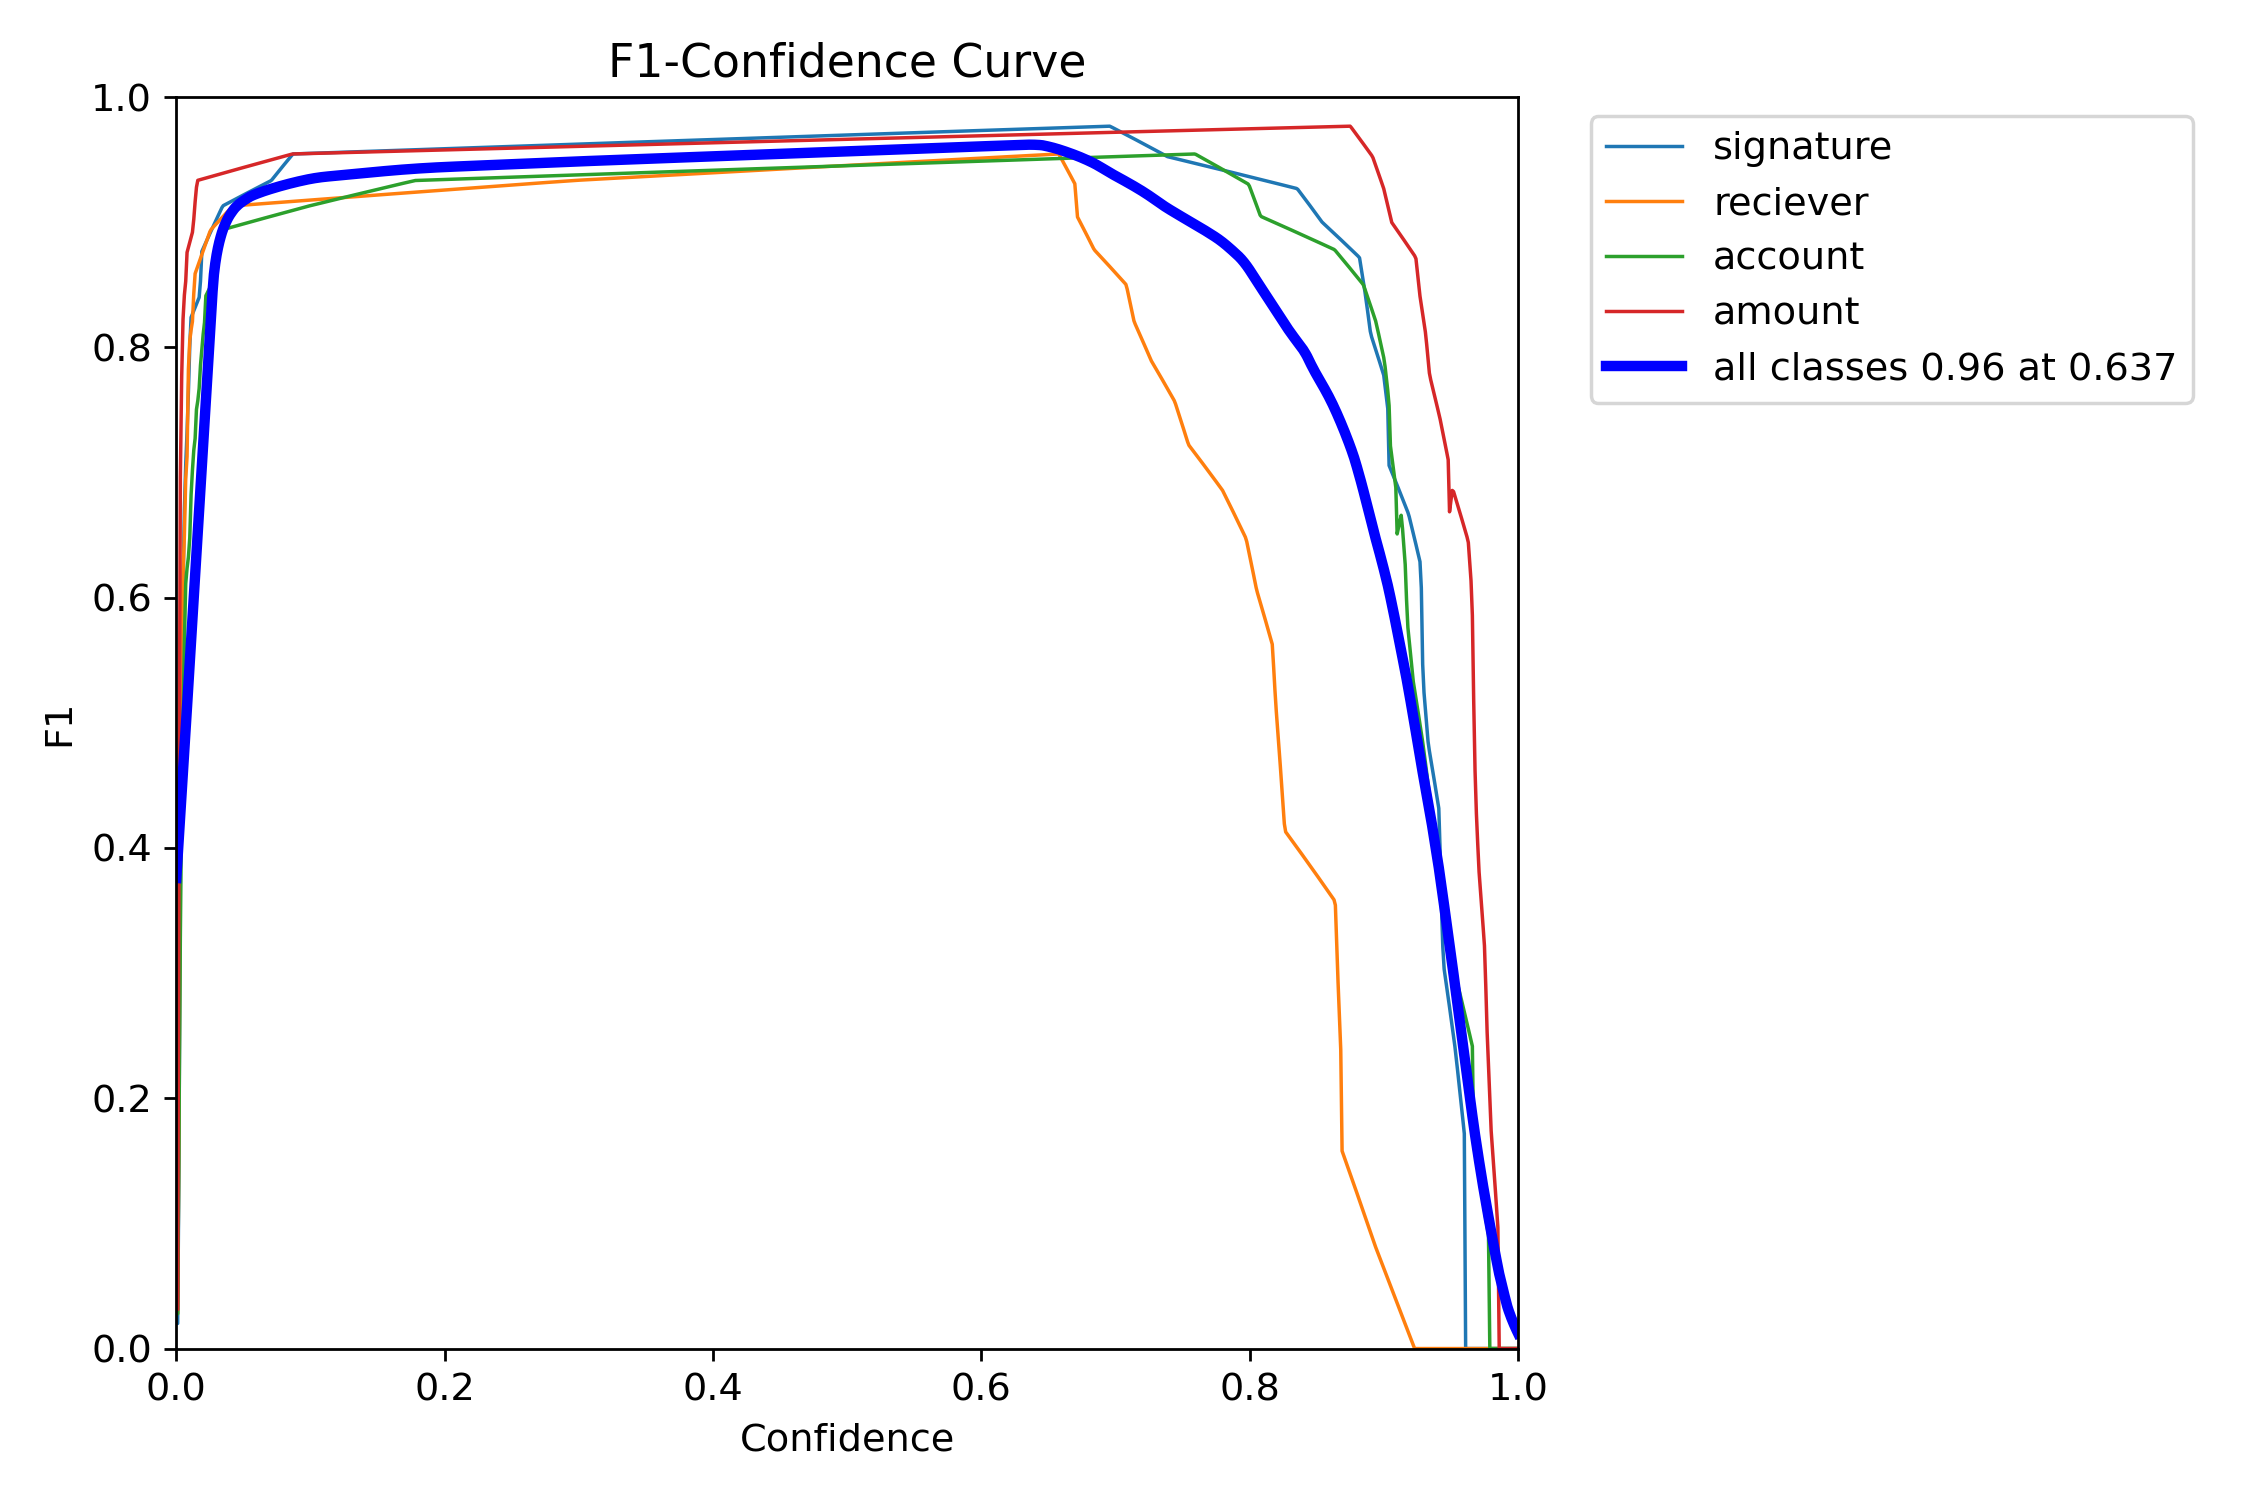 F1-Confidence Curve
1.0
0.8
0.6
0.4
0.2
0.0
F1
0.0 0.2 0.4 0.6 0.8 1.0
Confidence
signature
reciever
account
amount
all classes 0.96 at 0.637